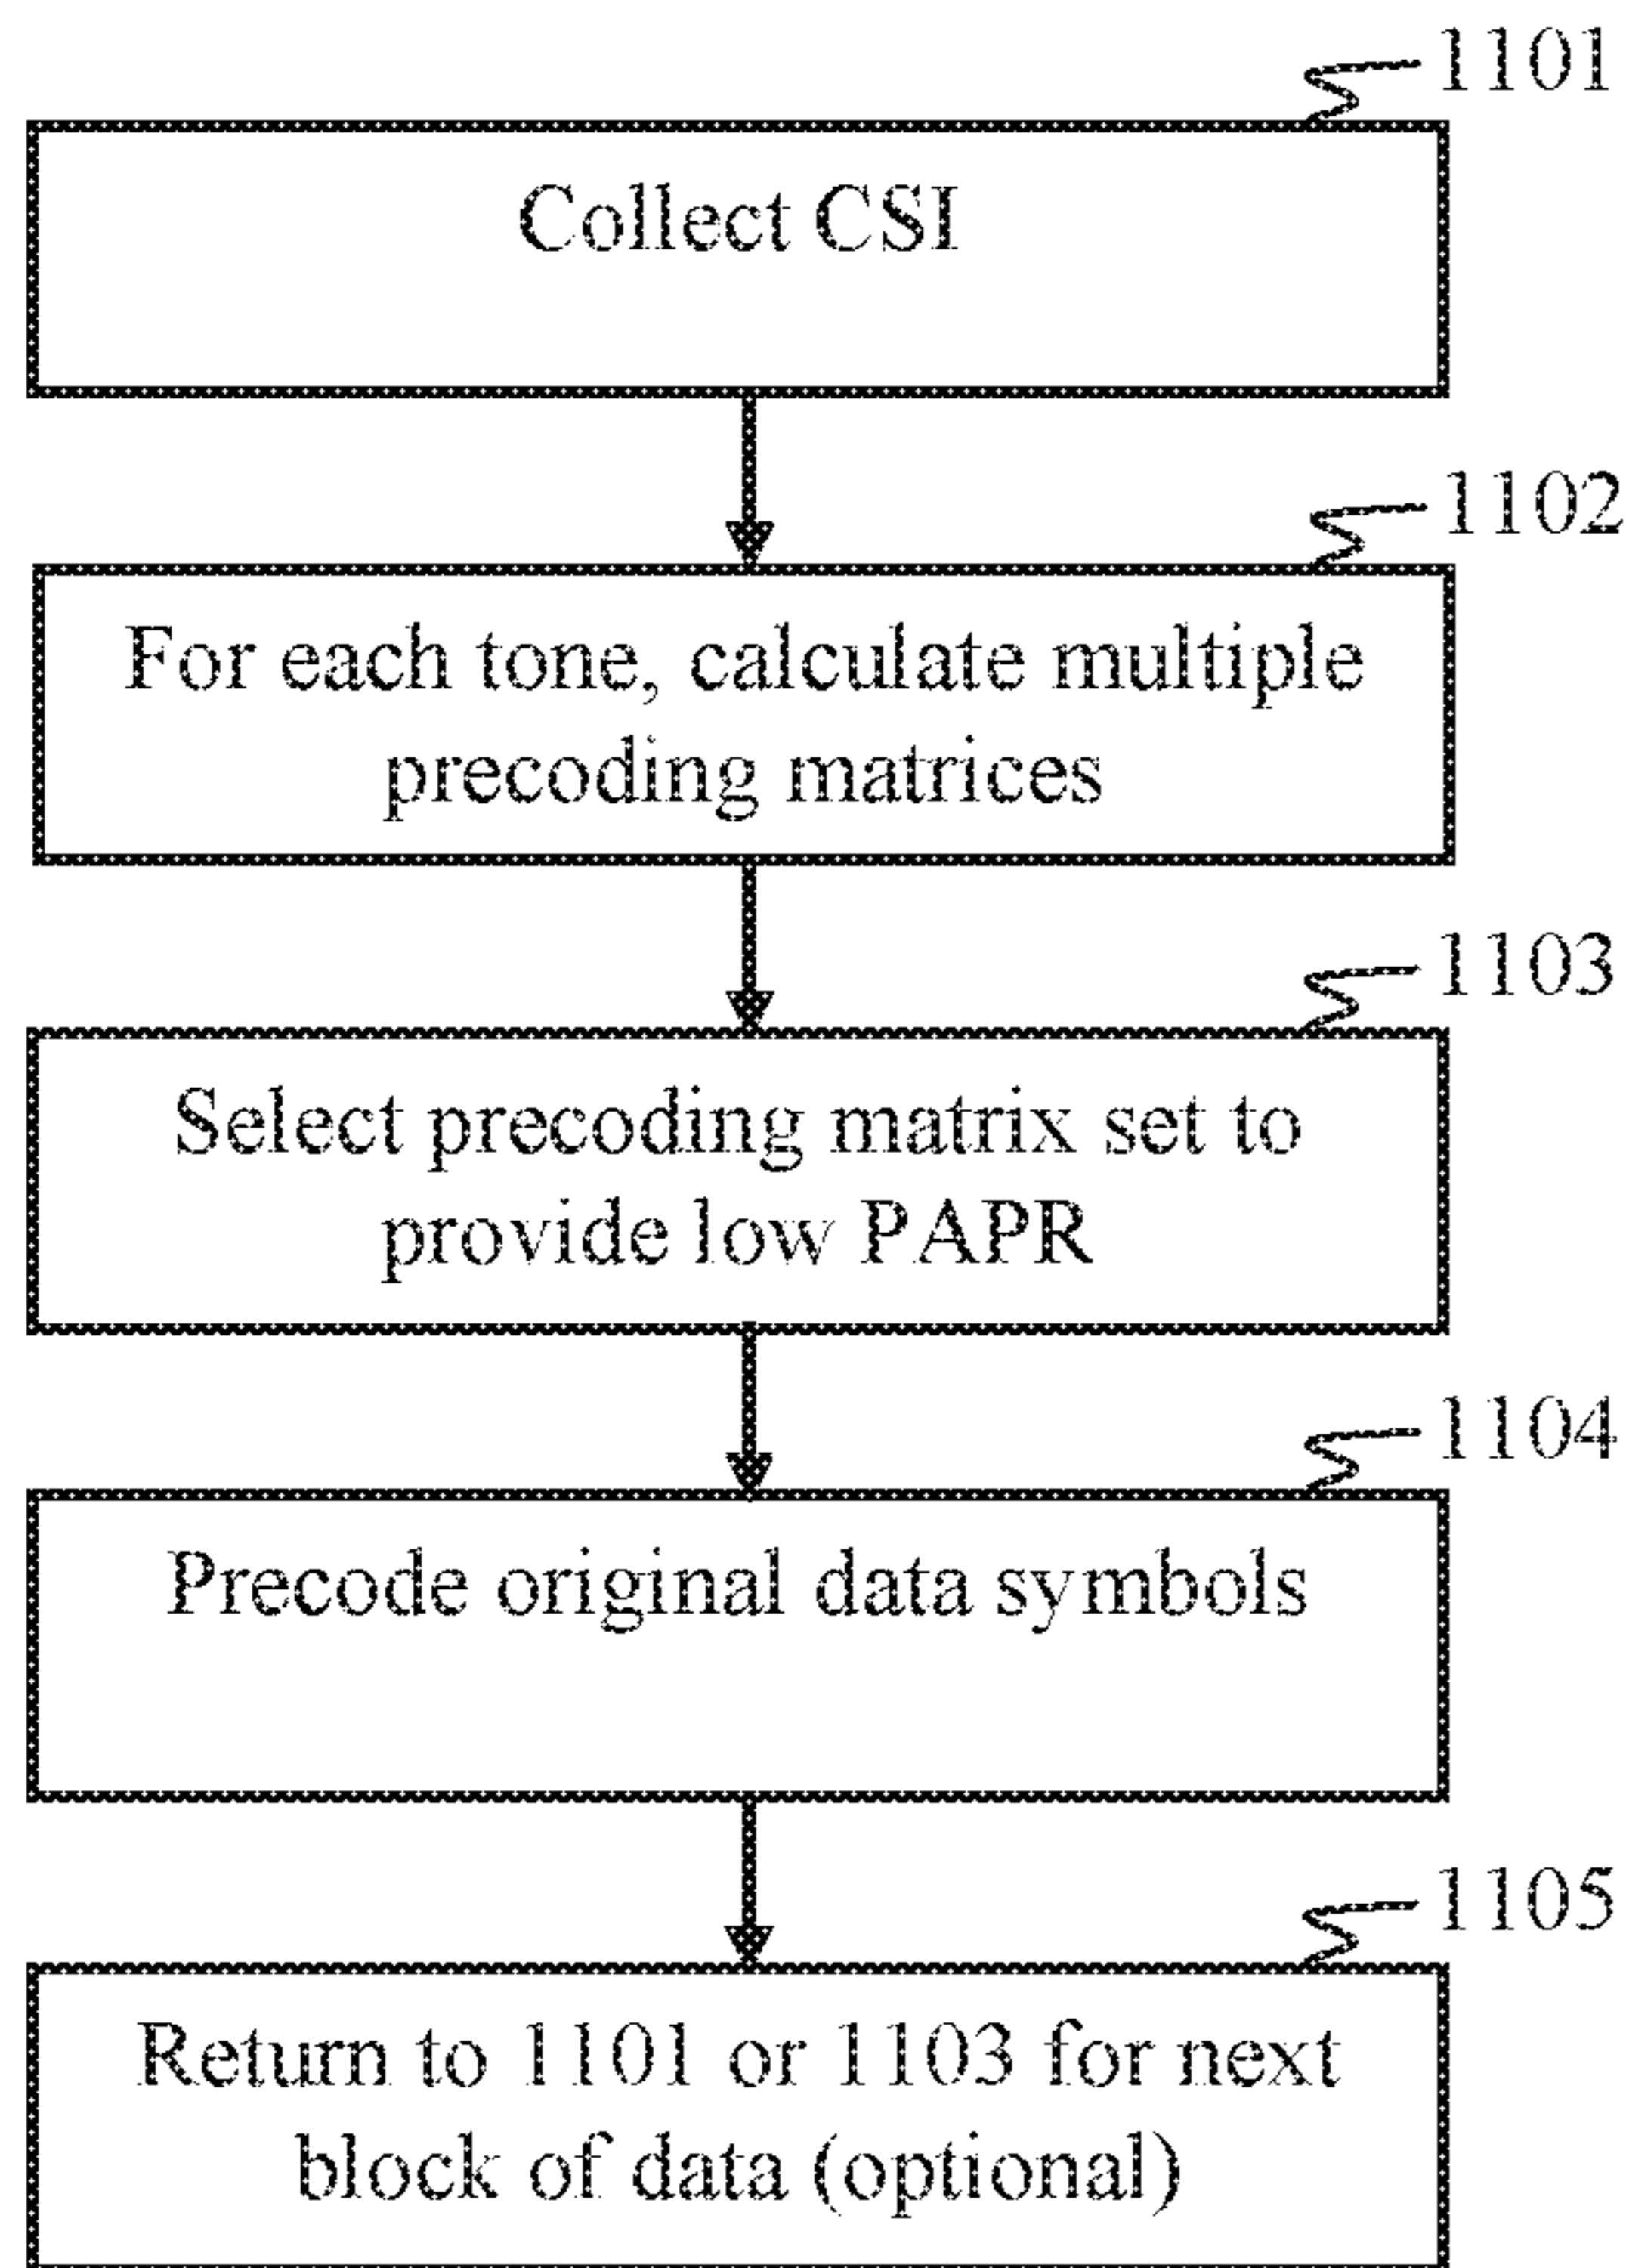 1101
Collect CSI
1102
For each tone, calculate multiple
precoding matrices
1103
Select precoding matrix set to
provide low PAPR
1104
Precode original data symbols
1105
Return to 1101 or 1103 for next
block of data (optional)